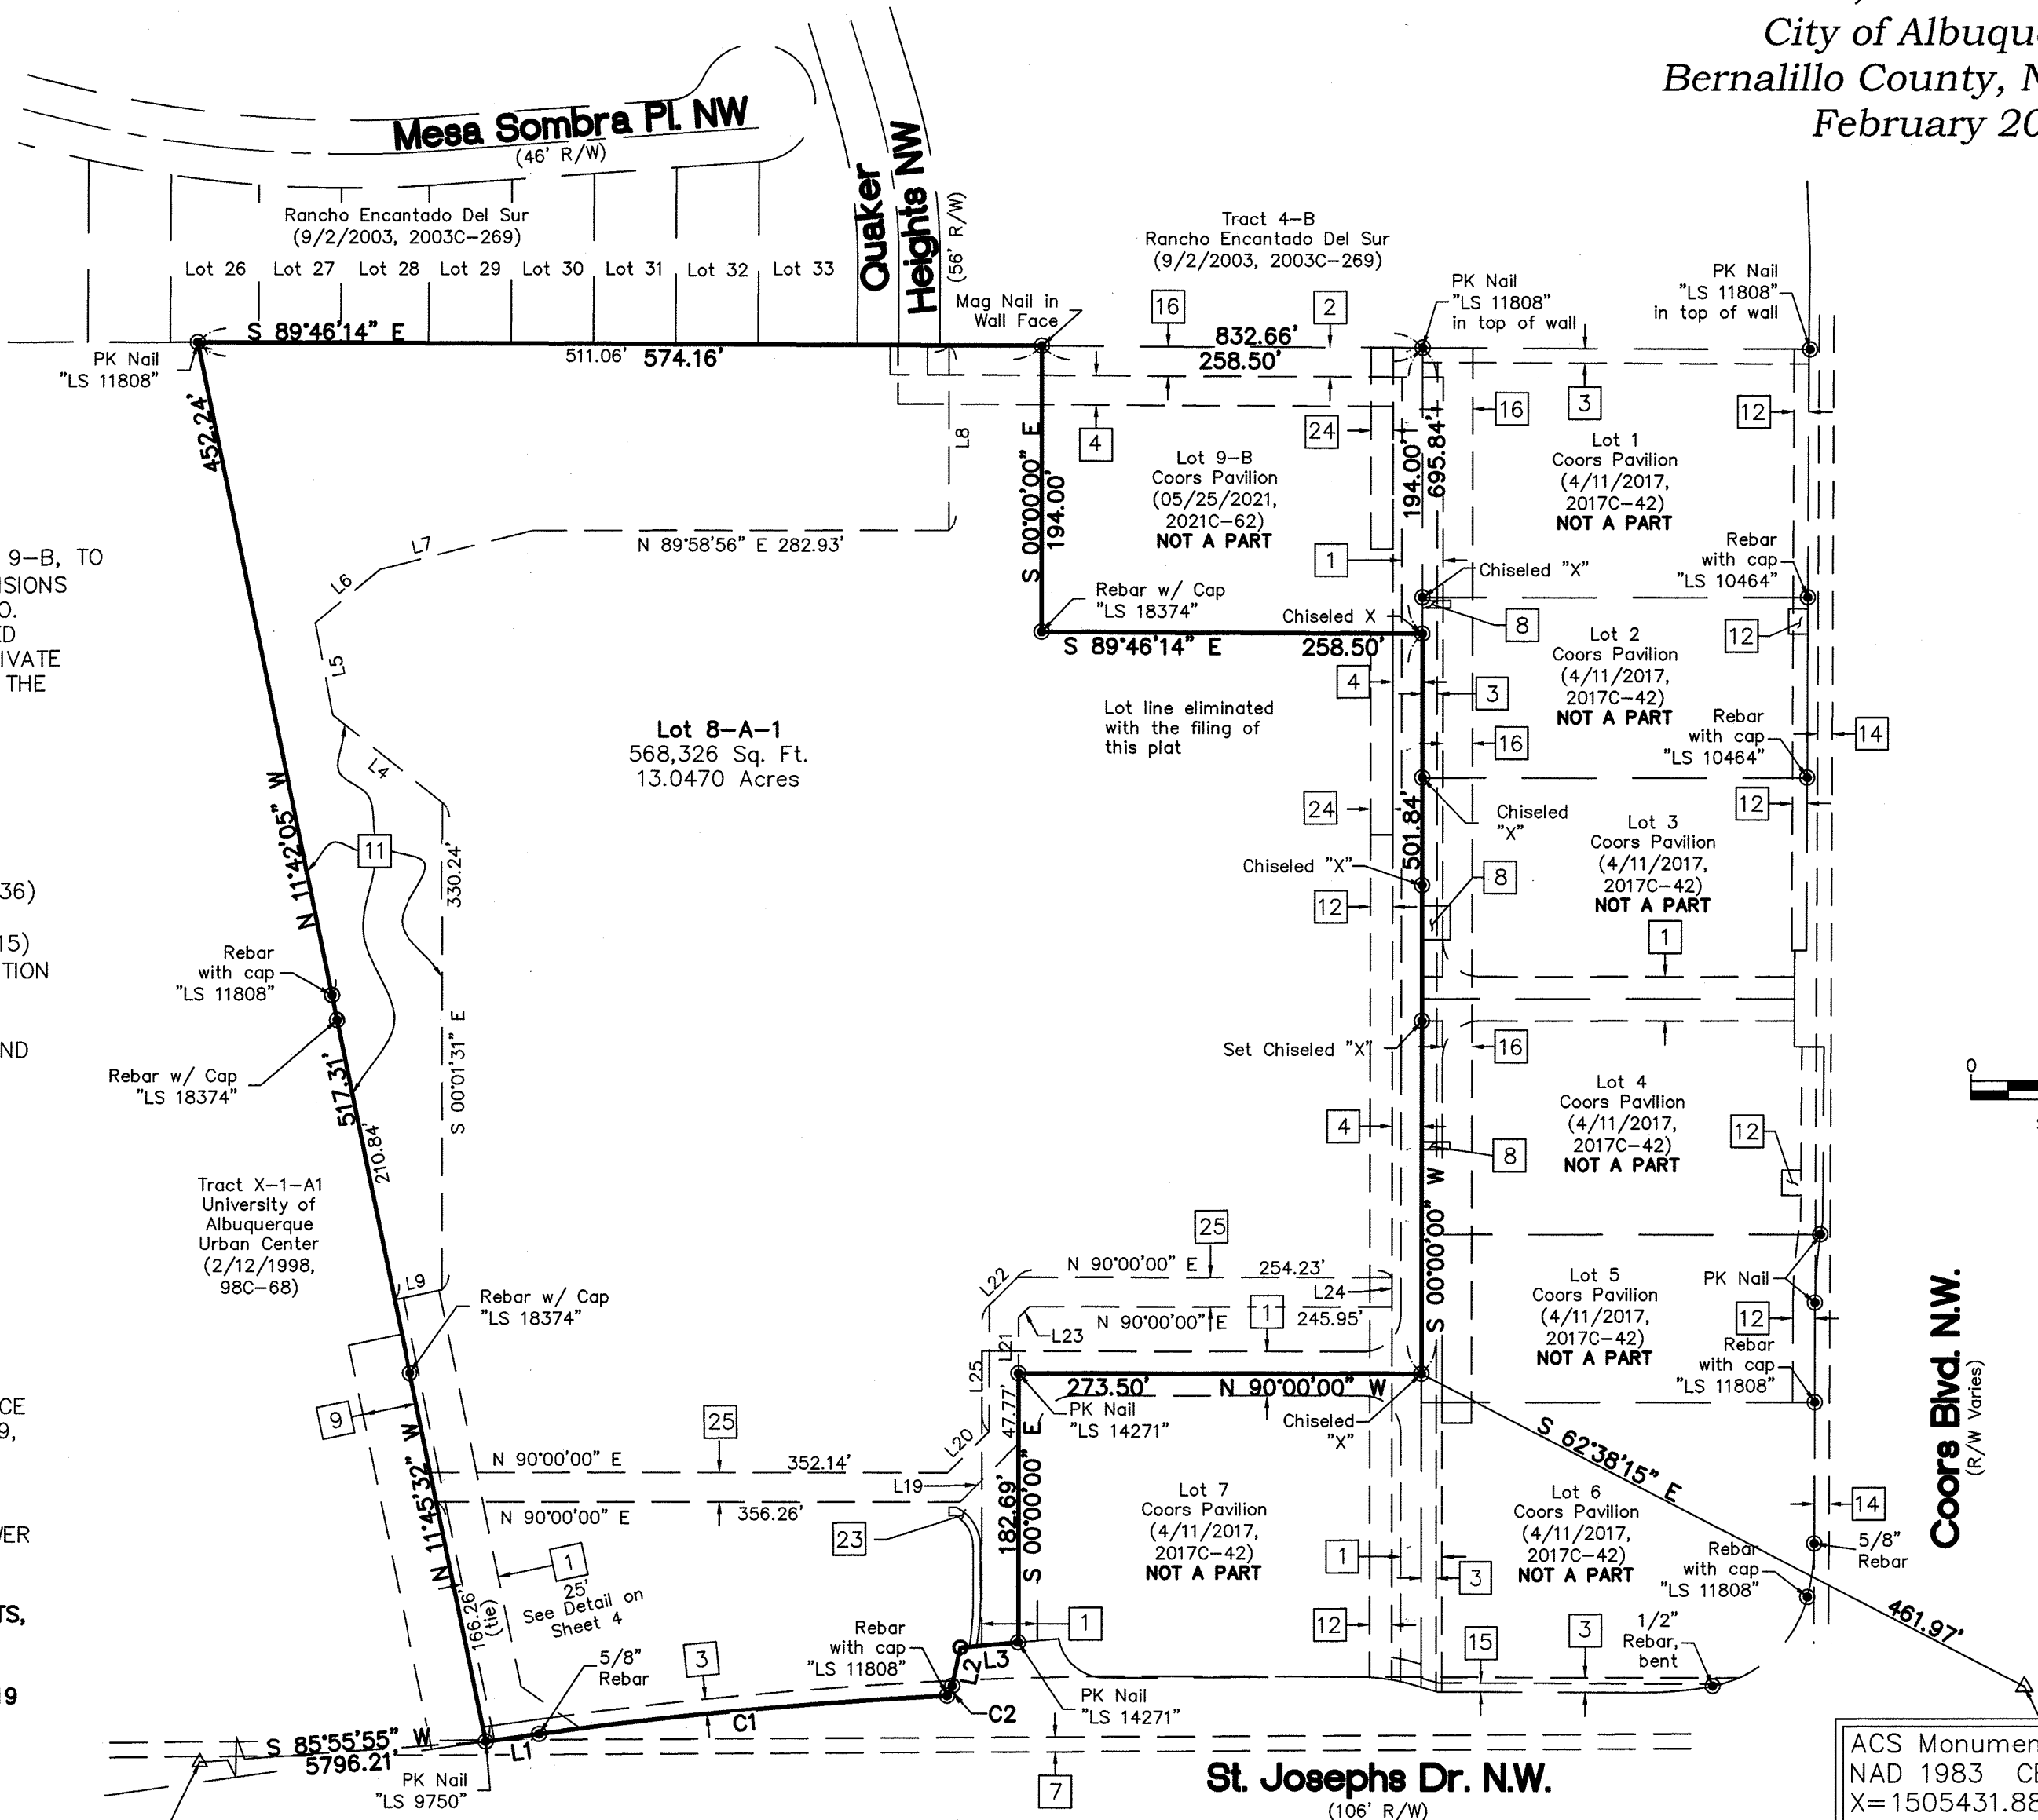 City of Albuqu
Bernalillo County, N
February 20
Mesa Sombra Pl. NW
(46' R/W)
Quaker
Heights NW
(56' R/W)
Rancho Encantado Del Sur
(9/2/2003, 2003C-269)
Lot 26
Lot 27
Lot 28
Lot 29
Lot 30
Lot 31
Lot 32
Lot 33
Tract 4-B
Rancho Encantado Del Sur
(9/2/2003, 2003C-269)
Mag Nail in
Wall Face
16
2
PK Nail
"LS 11808"
in top of wall
PK Nail
"LS 11808"
in top of wall
S 89°46'14" E
511.06'
574.16'
832.66'
258.50'
PK Nail
"LS 11808"
452.24'
3
16
12
4
24
L8
S 00°00'00" E
194.00'
Lot 9-B
Coors Pavilion
(05/25/2021,
2021C-62)
NOT A PART
194.00'
695.84'
Lot 1
Coors Pavilion
(4/11/2017,
2017C-42)
NOT A PART
1
9-B, TO
ISIONS
O.
ED
IVATE
THE
L7
N 89°58'56" E 282.93'
L6
L5
L4
Rebar w/ Cap
"LS 18374"
Chiseled "X"
Chiseled X
8
Rebar
with cap
"LS 10464"
12
S 89°46'14" E
258.50'
Lot 2
Coors Pavilion
(4/11/2017,
2017C-42)
NOT A PART
4
3
16
Rebar
with cap
"LS 10464"
14
Lot 8-A-1
568,326 Sq. Ft.
13.0470 Acres
Lot line eliminated
with the filing of
this plat
N 11°42'05" W
11
330.24'
24
501.84'
Chiseled
"X"
12
Lot 3
Coors Pavilion
(4/11/2017,
2017C-42)
NOT A PART
Chiseled "X"
8
12
1
36)
15)
TION
ND
Rebar
with cap
"LS 11808"
Rebar w/ Cap
"LS 18374"
517.31'
210.84'
S 00°01'31" E
Set Chiseled "X"
16
0
4
8
Lot 4
Coors Pavilion
(4/11/2017,
2017C-42)
NOT A PART
12
Tract X-1-A1
University of
Albuquerque
Urban Center
(2/12/1998,
98C-68)
L9
Rebar w/ Cap
"LS 18374"
S 00°00'00" W
25
N 90°00'00" E
254.23'
L22
L24
N 90°00'00" E
1
245.95'
L23
L21
L25
Lot 5
Coors Pavilion
(4/11/2017,
2017C-42)
NOT A PART
PK Nail
12
Rebar
with cap
"LS 11808"
Coors Blvd. N.W.
(R/W Varies)
CE
9,
9
273.50'
N 90°00'00" W
PK Nail
"LS 14271"
Chiseled
"X"
47.77'
S 62°38'15" E
461.97'
25
N 90°00'00" E
352.14'
L20
L19
N 90°00'00" E
356.26'
N 11°45'32" W
182.69'
S 00°00'00" E
23
Lot 7
Coors Pavilion
(4/11/2017,
2017C-42)
NOT A PART
Lot 6
Coors Pavilion
(4/11/2017,
2017C-42)
NOT A PART
14
5/8"
Rebar
Rebar
with cap
"LS 11808"
1
3
WER
TS,
19
166.26'
(tie)
1
25'
See Detail on
Sheet 4
5/8"
Rebar
3
Rebar
with cap
"LS 11808"
L2
L3
1
12
15
3
1/2"
Rebar,
bent
C2
C1
PK Nail
"LS 14271"
S 85°55'55" W
5796.21'
L1
PK Nail
"LS 9750"
7
St. Josephs Dr. N.W.
(106' R/W)
ACS Monumen
NAD 1983 CE
X=1505431.88